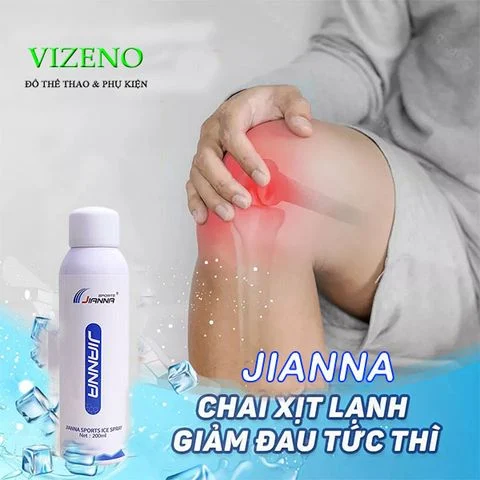 VIZENO
ĐỒ THỂ THAO & PHỤ KIỆN
SPORTS
JIANNA®
JIANNA
JIANNA SPORTS ICE SPRAY
Net : 200ml
JIANNA
CHAI XỊT LẠNH
GIẢM ĐAU TỨC THÌ